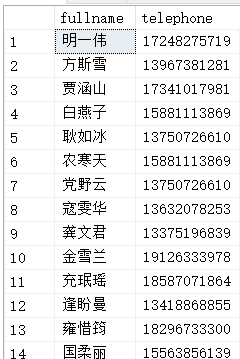 fullname telephone
1 明一伟 17248275719
2 方斯雪 13967381281
3 贾涵山 17341017981
4 白燕子 15881113869
5 耿如冰 13750726610
6 农寒天 15881113869
7 党野云 13750726610
8 寇雯华 13632078253
9 龚文君 13375196839
10 金雪兰 19126333978
11 充珉瑶 18587071864
12 逄盼曼 13418868855
13 雍惜筠 18296733300
14 国柔丽 15563856139